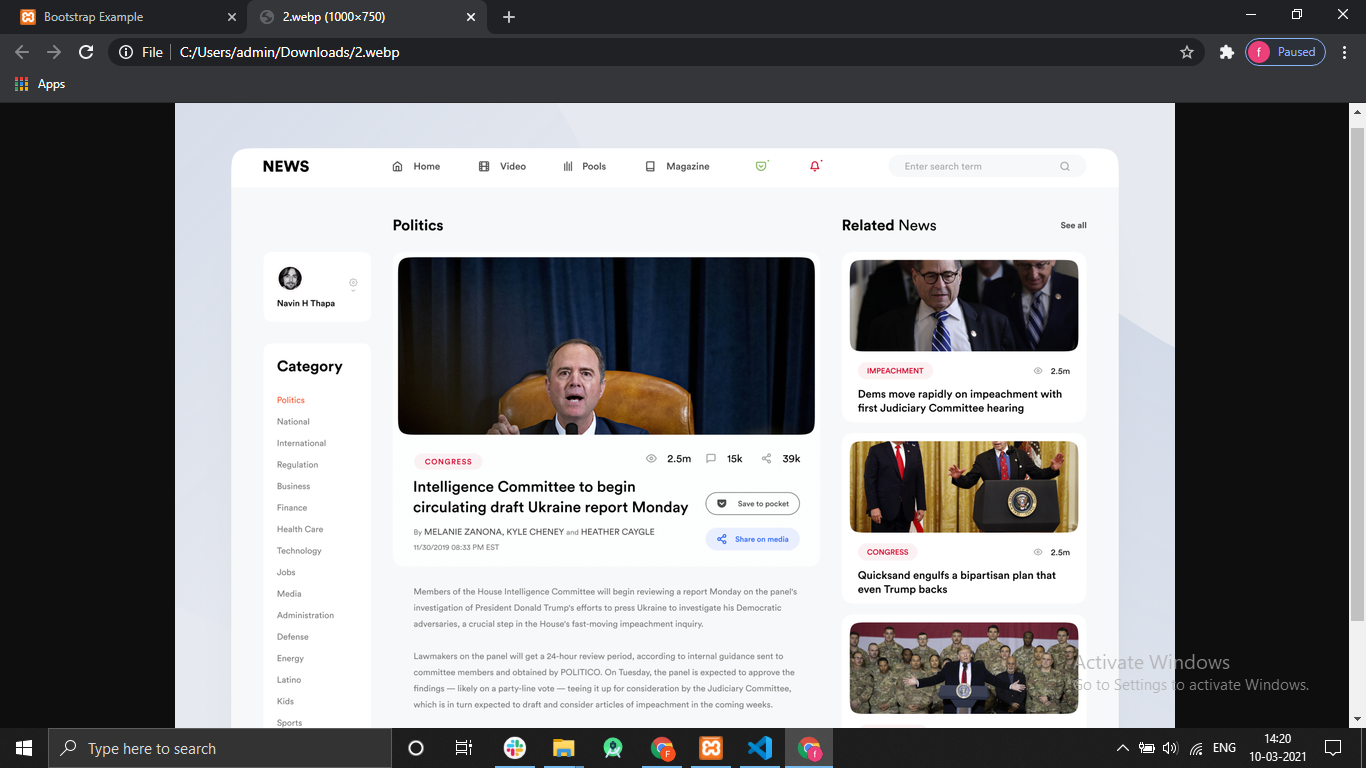 Bootstrap Example
2.webp (1000×750)
File
C:/Users/admin/Downloads/2.webp
f
Paused
Apps
NEWS
Home
Video
Pools
Magazine
Enter search term
Navin H Thapa
Category
Politics
National
International
Regulation
Business
Finance
Health Care
Technology
Jobs
Media
Administration
Defense
Energy
Latino
Kids
Sports
Politics
CONGRESS
2.5m
15k
39k
Intelligence Committee to begin
circulating draft Ukraine report Monday
Save to pocket
Share on media
By MELANIE ZANONA, KYLE CHENEY and HEATHER CAYGLE
11/30/2019 08:33 PM EST
Members of the House Intelligence Committee will begin reviewing a report Monday on the panel's
investigation of President Donald Trump's efforts to press Ukraine to investigate his Democratic
adversaries, a crucial step in the House's fast-moving impeachment inquiry.
Lawmakers on the panel will get a 24-hour review period, according to internal guidance sent to
committee members and obtained by POLITICO. On Tuesday, the panel is expected to approve the
findings — likely on a party-line vote — teeing it up for consideration by the Judiciary Committee,
which is in turn expected to draft and consider articles of impeachment in the coming weeks.
Related News
See all
IMPEACHMENT
2.5m
Dems move rapidly on impeachment with
first Judiciary Committee hearing
CONGRESS
2.5m
Quicksand engulfs a bipartisan plan that
even Trump backs
Activate Windows
Go to Settings to activate Windows.
Type here to search
F
f
ENG
14:20
10-03-2021